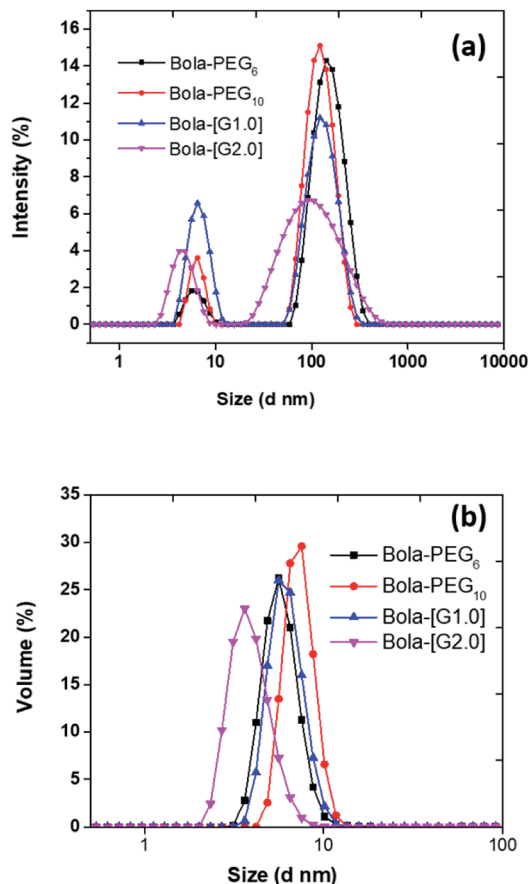 (a)
Bola-PEG₆
Bola-PEG₁₀
Bola-[G1.0]
Bola-[G2.0]
Intensity (%)
16
14
12
10
8
6
4
2
0
1 10 100 1000 10000
Size (d nm)
(b)
Bola-PEG₆
Bola-PEG₁₀
Bola-[G1.0]
Bola-[G2.0]
Volume (%)
35
30
25
20
15
10
5
0
1 10 100
Size (d nm)